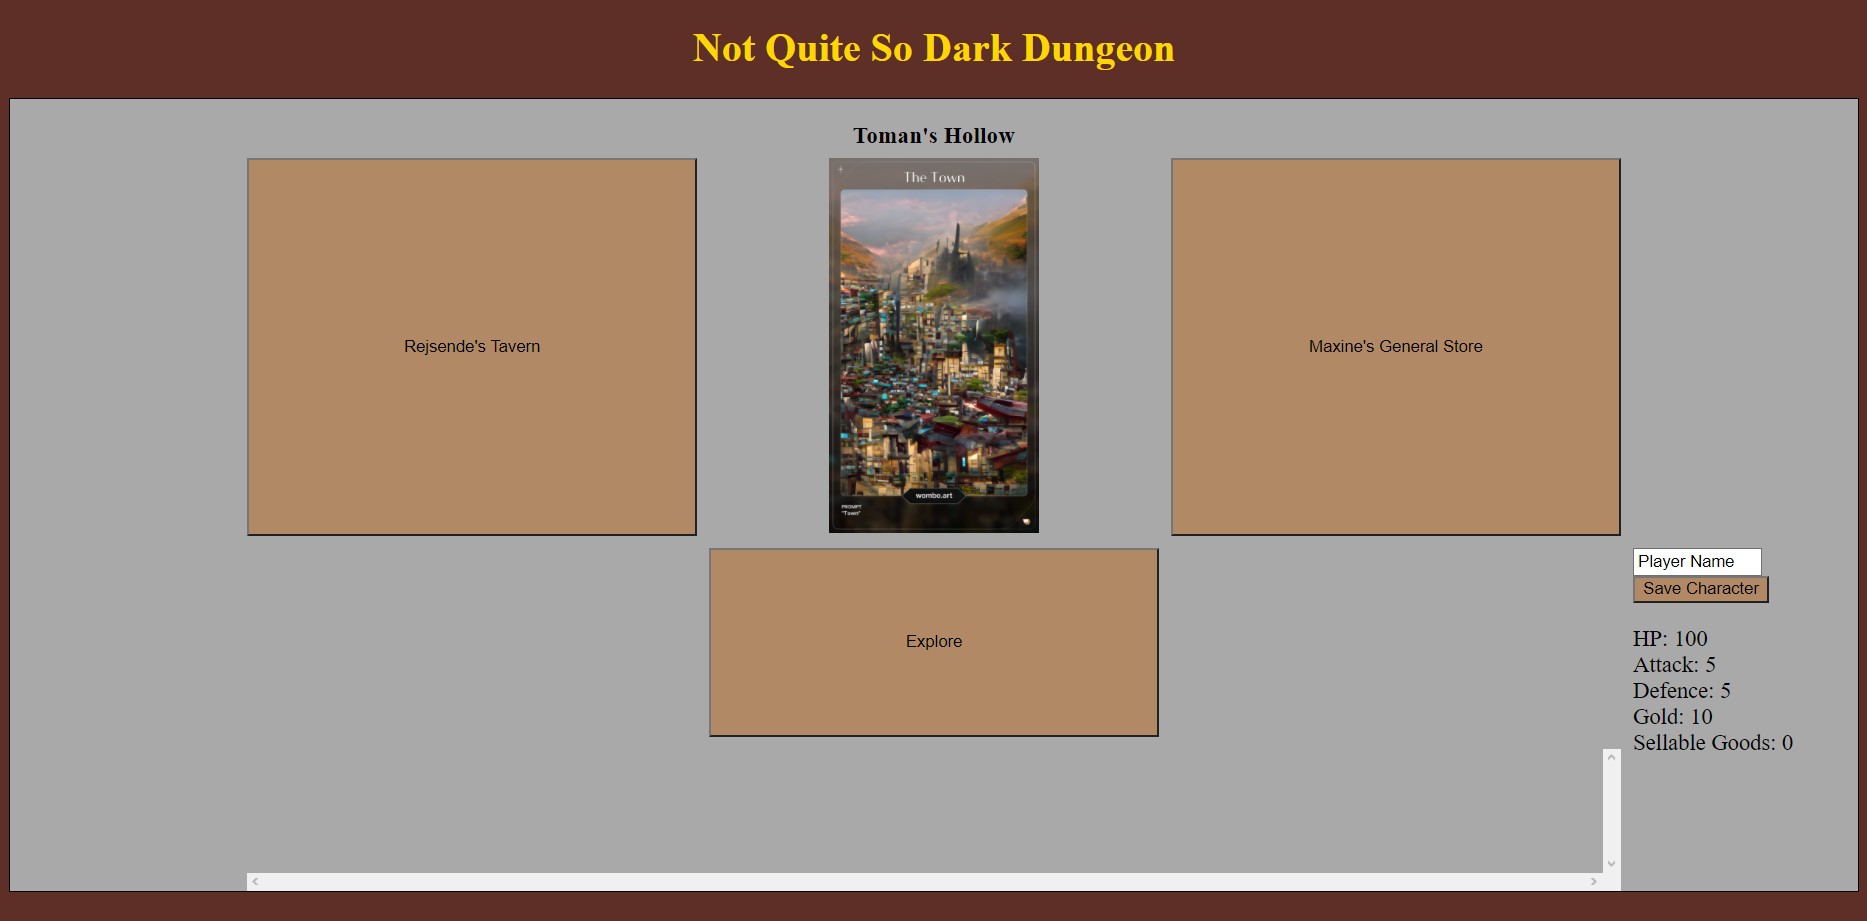 Not Quite So Dark Dungeon
Toman's Hollow
Rejsende's Tavern
The Town
wombo.art
PROMPT
"Town"
Maxine's General Store
Explore
Player Name
Save Character
HP: 100
Attack: 5
Defence: 5
Gold: 10
Sellable Goods: 0